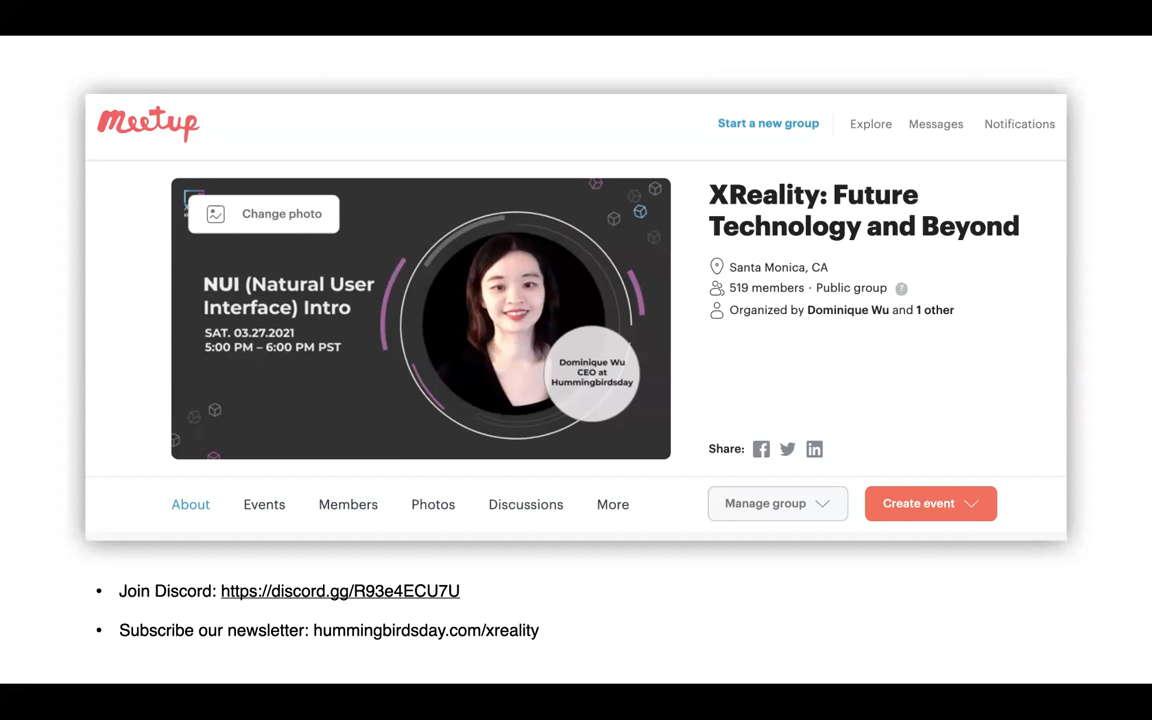 meetup
Start a new group
Explore
Messages
Notifications
Change photo
NUI (Natural User
Interface) Intro
SAT. 03.27.2021
5:00 PM – 6:00 PM PST
Dominique Wu
CEO at
Hummingbirdsday
XReality: Future
Technology and Beyond
Santa Monica, CA
519 members · Public group ?
Organized by Dominique Wu and 1 other
Share:
About
Events
Members
Photos
Discussions
More
Manage group
Create event
• Join Discord: https://discord.gg/R93e4ECU7U
• Subscribe our newsletter: hummingbirdsday.com/xreality